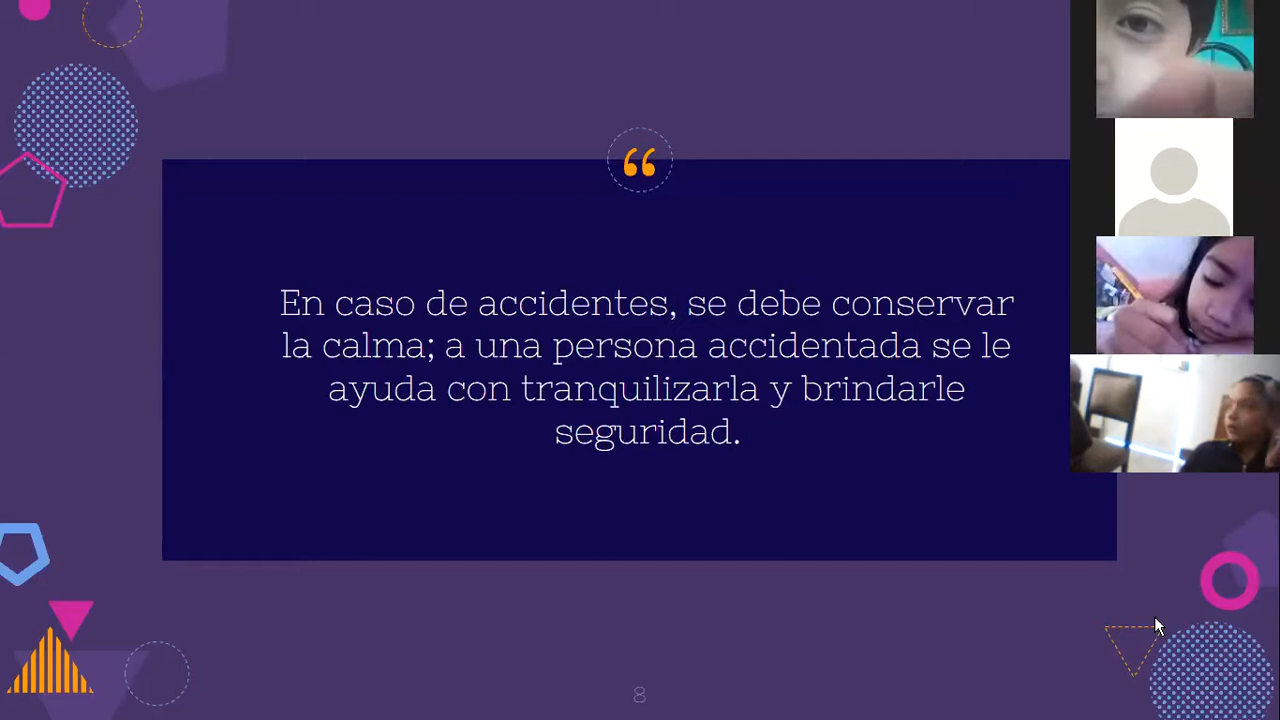 “
En caso de accidentes, se debe conservar
la calma; a una persona accidentada se le
ayuda con tranquilizarla y brindarle
seguridad.
8